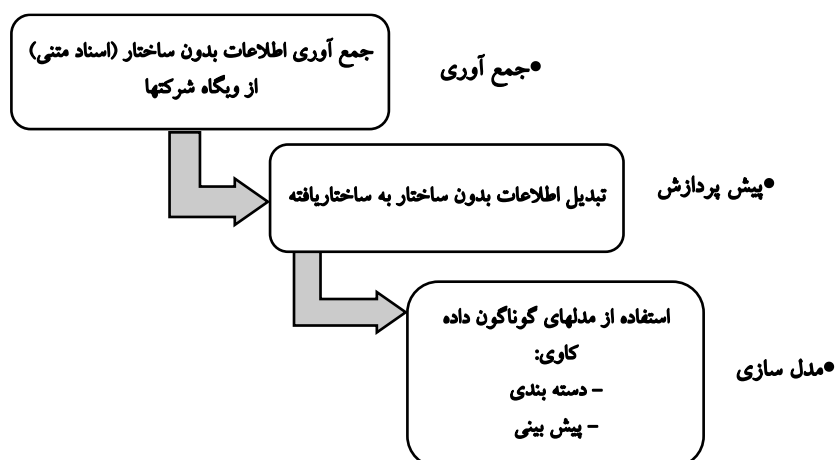 جمع آوری اطلاعات بدون ساختار (اسناد متنی)
از وبگاه شرکتها
•جمع آوری
تبدیل اطلاعات بدون ساختار به ساختاریافته
•پیش پردازش
استفاده از مدلهای گوناگون داده
کاوی:
– دسته بندی
– پیش بینی
•مدل سازی